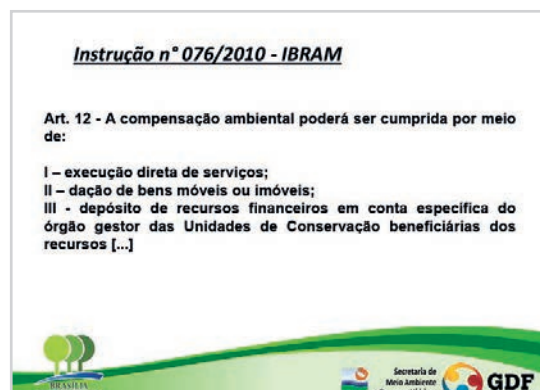 Instrução n° 076/2010 - IBRAM
Art. 12 - A compensação ambiental poderá ser cumprida por meio
de:
I – execução direta de serviços;
II – dação de bens móveis ou imóveis;
III - depósito de recursos financeiros em conta específica do
órgão gestor das Unidades de Conservação beneficiárias dos
recursos [...]
BRASÍLIA
Secretaria de
Meio Ambiente
GDF